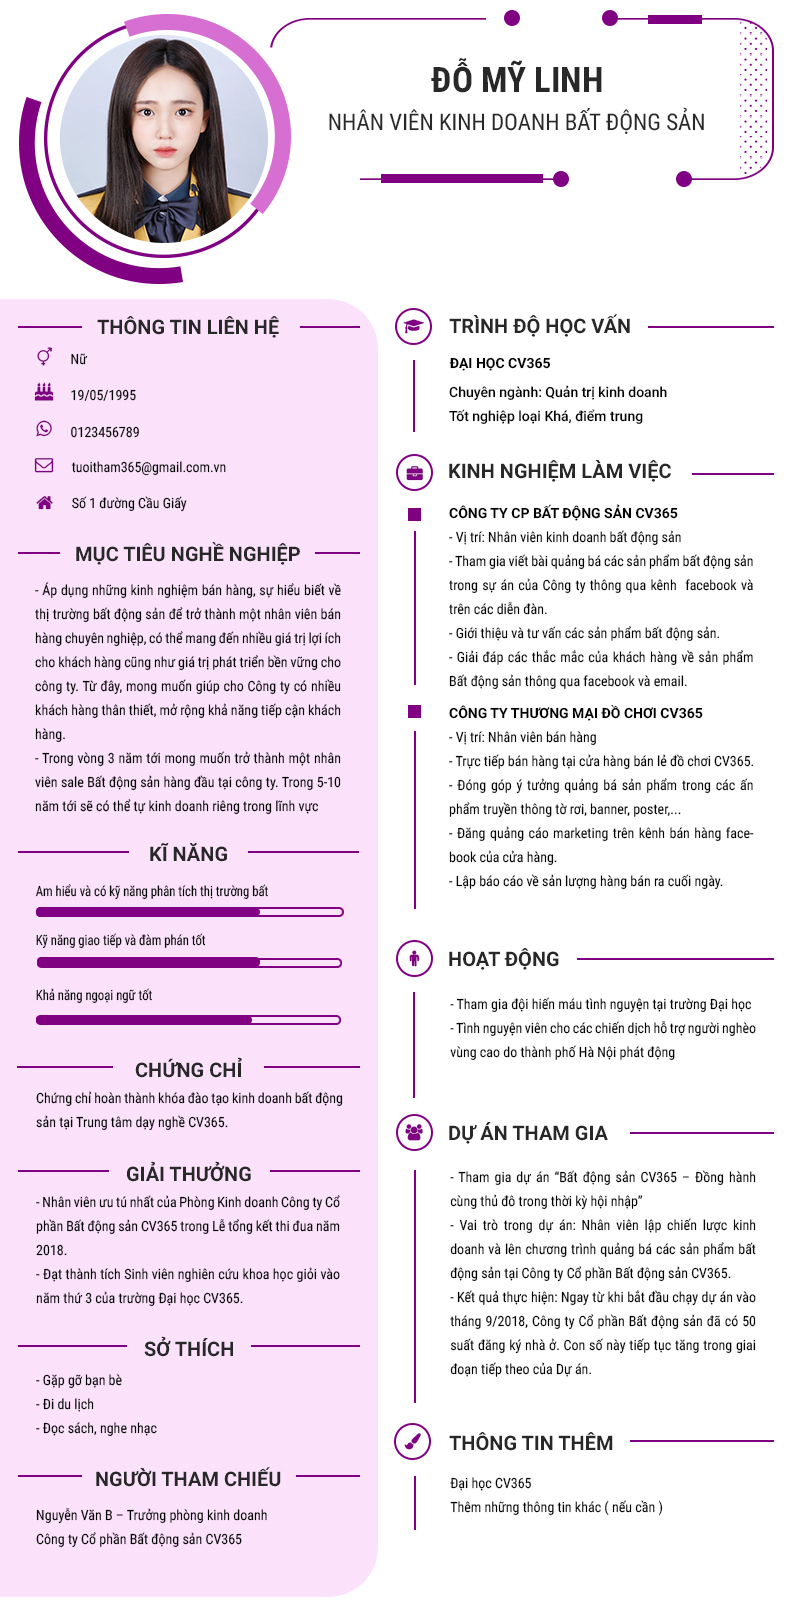 ĐỖ MỸ LINH
NHÂN VIÊN KINH DOANH BẤT ĐỘNG SẢN
THÔNG TIN LIÊN HỆ
Nữ
19/05/1995
0123456789
tuoitham365@gmail.com.vn
Số 1 đường Cầu Giấy
MỤC TIÊU NGHỀ NGHIỆP
- Áp dụng những kinh nghiệm bán hàng, sự hiểu biết về
thị trường bất động sản để trở thành một nhân viên bán
hàng chuyên nghiệp, có thể mang đến nhiều giá trị lợi ích
cho khách hàng cũng như giá trị phát triển bền vững cho
công ty. Từ đây, mong muốn giúp cho Công ty có nhiều
khách hàng thân thiết, mở rộng khả năng tiếp cận khách
hàng.
- Trong vòng 3 năm tới mong muốn trở thành một nhân
viên sale Bất động sản hàng đầu tại công ty. Trong 5-10
năm tới sẽ có thể tự kinh doanh riêng trong lĩnh vực
KĨ NĂNG
Am hiểu và có kỹ năng phân tích thị trường bất
Kỹ năng giao tiếp và đàm phán tốt
Khả năng ngoại ngữ tốt
CHỨNG CHỈ
Chứng chỉ hoàn thành khóa đào tạo kinh doanh bất động
sản tại Trung tâm dạy nghề CV365.
GIẢI THƯỞNG
- Nhân viên ưu tú nhất của Phòng Kinh doanh Công ty Cổ
phần Bất động sản CV365 trong Lễ tổng kết thi đua năm
2018.
- Đạt thành tích Sinh viên nghiên cứu khoa học giỏi vào
năm thứ 3 của trường Đại học CV365.
SỞ THÍCH
- Gặp gỡ bạn bè
- Đi du lịch
- Đọc sách, nghe nhạc
NGƯỜI THAM CHIẾU
Nguyễn Văn B – Trưởng phòng kinh doanh
Công ty Cổ phần Bất động sản CV365
TRÌNH ĐỘ HỌC VẤN
ĐẠI HỌC CV365
Chuyên ngành: Quản trị kinh doanh
Tốt nghiệp loại Khá, điểm trung
KINH NGHIỆM LÀM VIỆC
CÔNG TY CP BẤT ĐỘNG SẢN CV365
- Vị trí: Nhân viên kinh doanh bất động sản
- Tham gia viết bài quảng bá các sản phẩm bất động sản
trong sự án của Công ty thông qua kênh facebook và
trên các diễn đàn.
- Giới thiệu và tư vấn các sản phẩm bất động sản.
- Giải đáp các thắc mắc của khách hàng về sản phẩm
Bất động sản thông qua facebook và email.
CÔNG TY THƯƠNG MẠI ĐỒ CHƠI CV365
- Vị trí: Nhân viên bán hàng
- Trực tiếp bán hàng tại cửa hàng bán lẻ đồ chơi CV365.
- Đóng góp ý tưởng quảng bá sản phẩm trong các ấn
phẩm truyền thông tờ rơi, banner, poster,...
- Đăng quảng cáo marketing trên kênh bán hàng face-
book của cửa hàng.
- Lập báo cáo về sản lượng hàng bán ra cuối ngày.
HOẠT ĐỘNG
- Tham gia đội hiến máu tình nguyện tại trường Đại học
- Tình nguyện viên cho các chiến dịch hỗ trợ người nghèo
vùng cao do thành phố Hà Nội phát động
DỰ ÁN THAM GIA
- Tham gia dự án “Bất động sản CV365 – Đồng hành
cùng thủ đô trong thời kỳ hội nhập”
- Vai trò trong dự án: Nhân viên lập chiến lược kinh
doanh và lên chương trình quảng bá các sản phẩm bất
động sản tại Công ty Cổ phần Bất động sản CV365.
- Kết quả thực hiện: Ngay từ khi bắt đầu chạy dự án vào
tháng 9/2018, Công ty Cổ phần Bất động sản đã có 50
suất đăng ký nhà ở. Con số này tiếp tục tăng trong giai
đoạn tiếp theo của Dự án.
THÔNG TIN THÊM
Đại học CV365
Thêm những thông tin khác ( nếu cần )